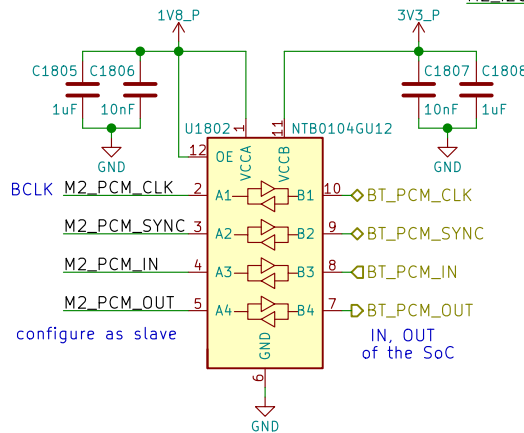 1V8_P
3V3_P
C1805
C1806
C1807
C1808
1uF
10nF
10nF
1uF
GND
GND
U1802
NTB0104GU12
1
11
VCCA
VCCB
12
OE
BCLK
M2_PCM_CLK
2
A1
B1
10
BT_PCM_CLK
M2_PCM_SYNC
3
A2
B2
9
BT_PCM_SYNC
M2_PCM_IN
4
A3
B3
8
BT_PCM_IN
M2_PCM_OUT
5
A4
B4
7
BT_PCM_OUT
configure as slave
GND
IN, OUT
of the SoC
6
GND